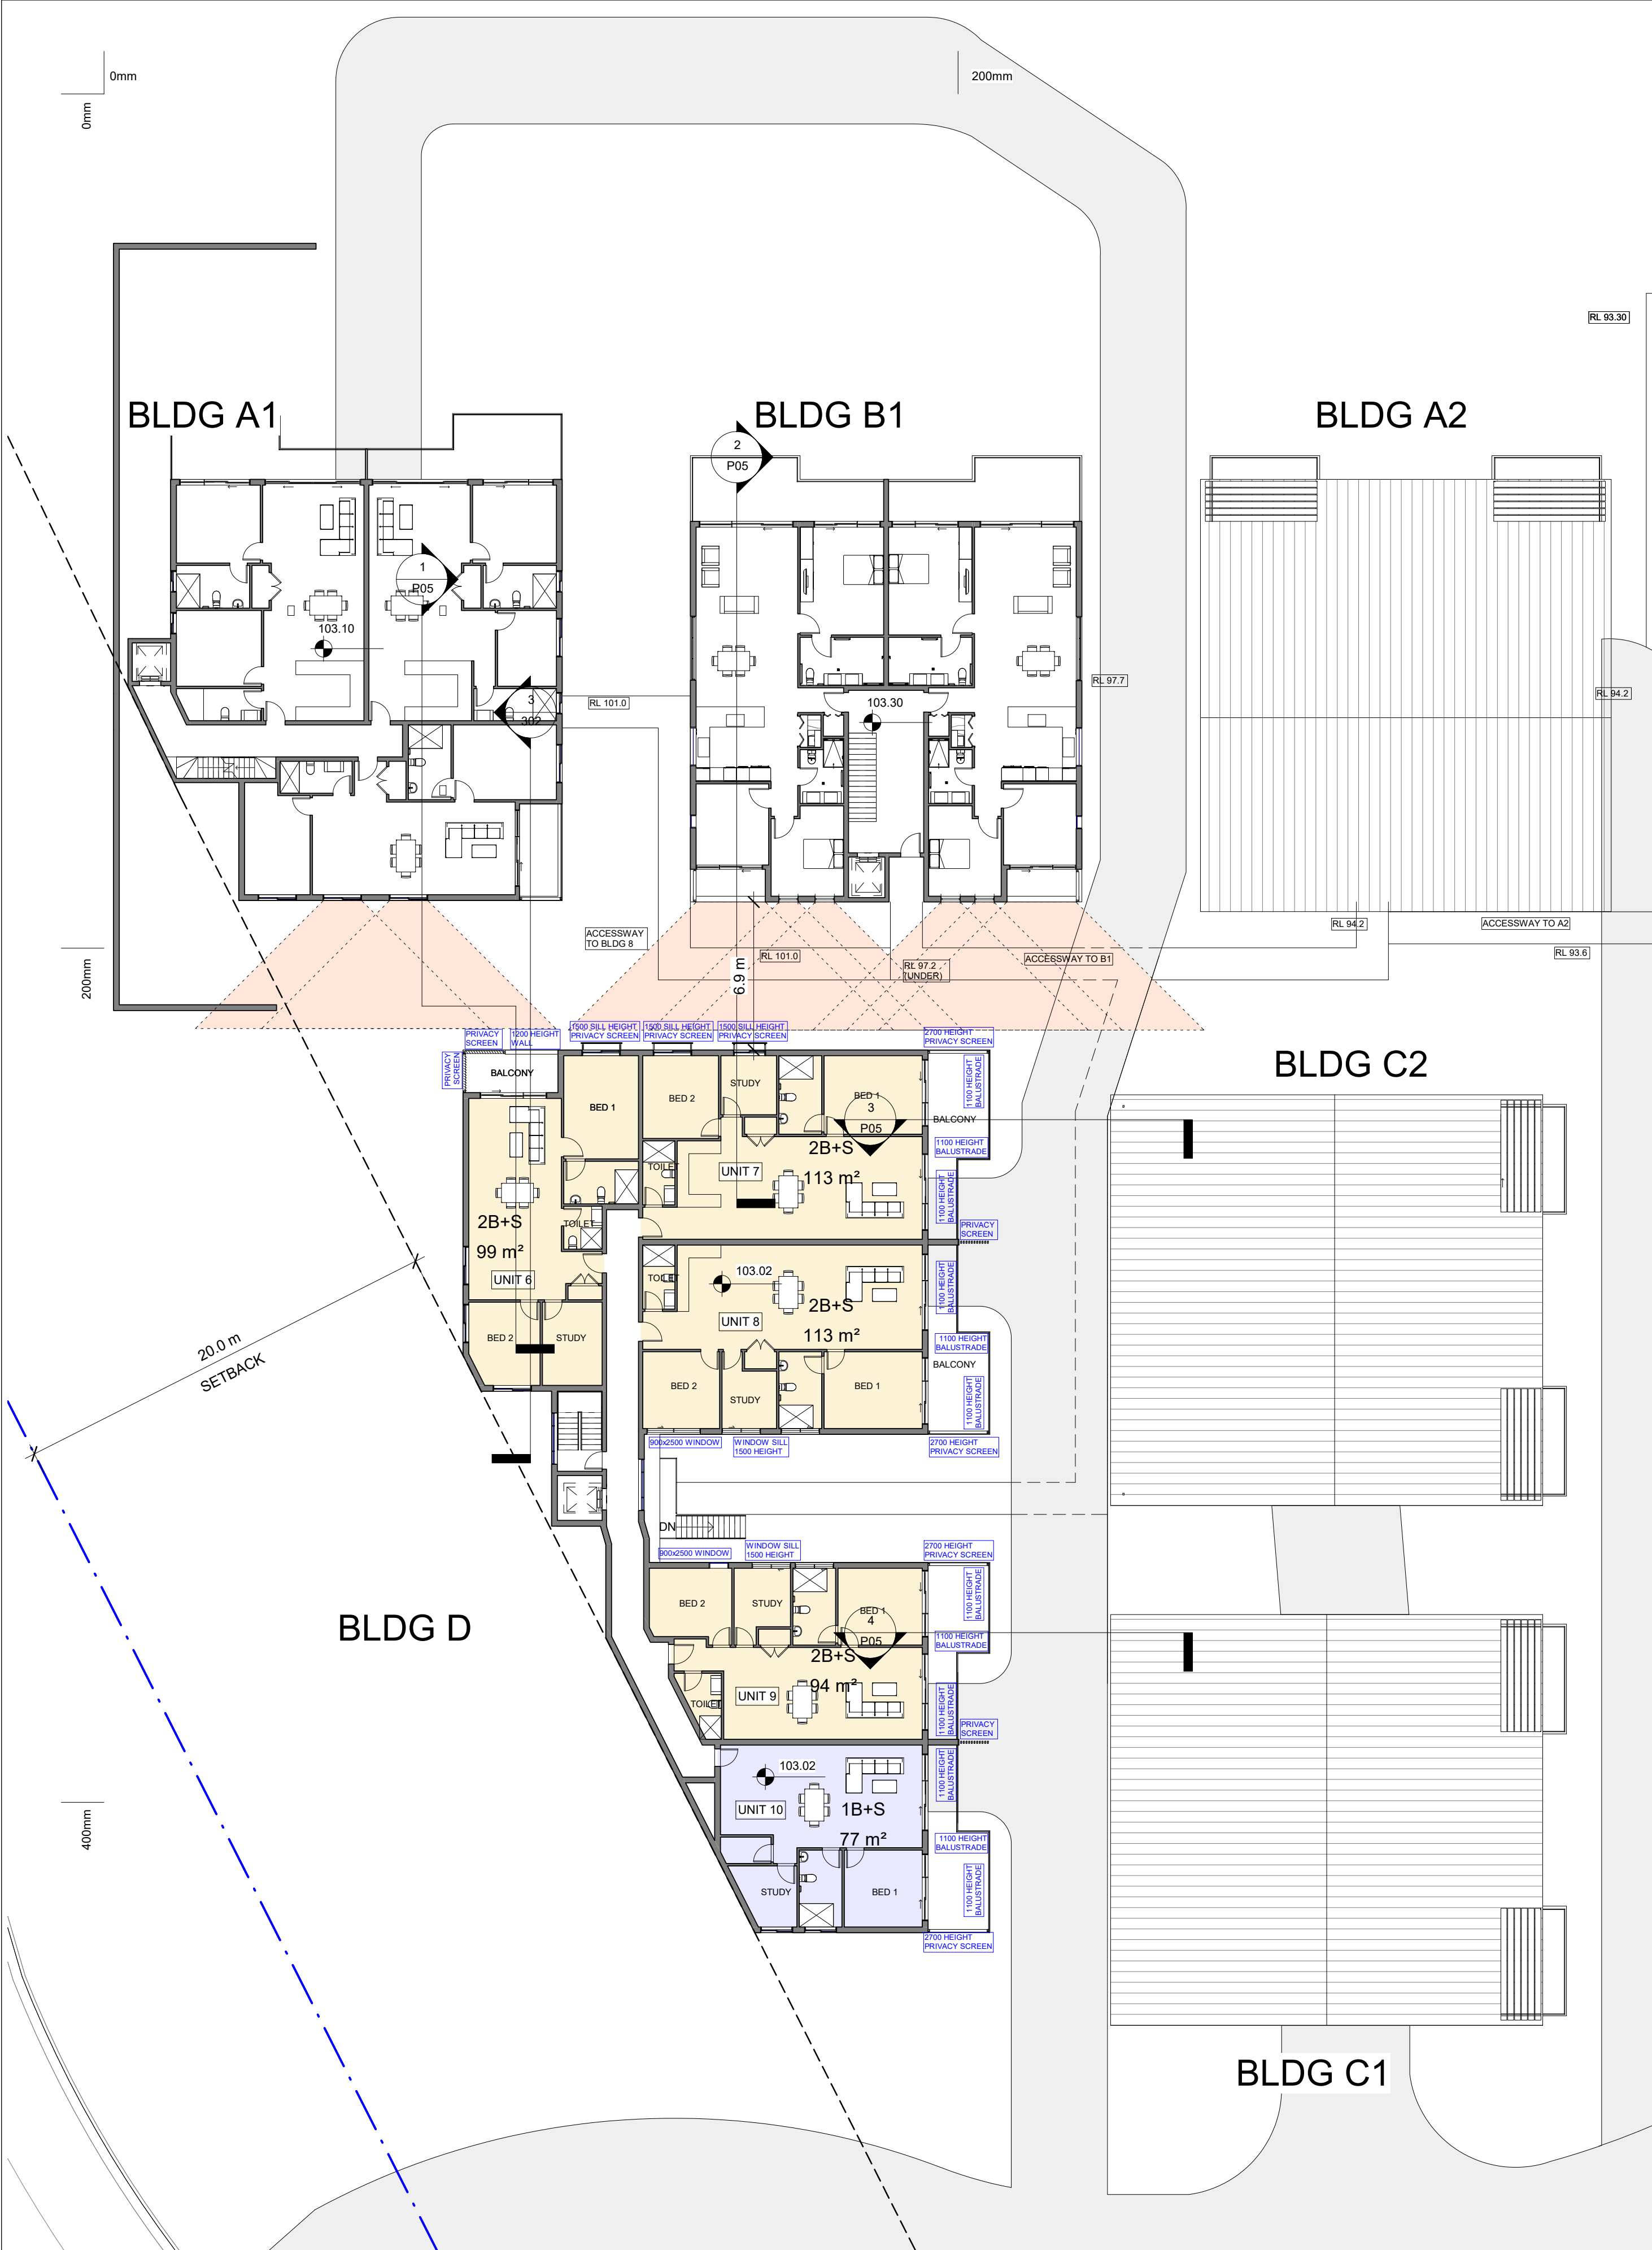 0mm
200mm
0mm
RL 93.30
BLDG A1
BLDG B1
BLDG A2
2
P05
1
P05
103.10
3
302
RL 101.0
103.30
RL 97.7
RL 94.2
ACCESSWAY
TO BLDG 8
RL 101.0
6.9 m
RL 97.2
(UNDER)
ACCESSWAY TO B1
RL 94.2
ACCESSWAY TO A2
RL 93.6
200mm
PRIVACY
SCREEN
1200 HEIGHT
WALL
1500 SILL HEIGHT
PRIVACY SCREEN
1500 SILL HEIGHT
PRIVACY SCREEN
1500 SILL HEIGHT
PRIVACY SCREEN
2700 HEIGHT
PRIVACY SCREEN
PRIVACY
SCREEN
BALCONY
BED 1
BED 2
STUDY
BED 1
3
P05
1100 HEIGHT
BALUSTRADE
BALCONY
1100 HEIGHT
BALUSTRADE
BLDG C2
TOILET
UNIT 7
2B+S
113 m²
1100 HEIGHT
BALUSTRADE
PRIVACY
SCREEN
2B+S
99 m²
TOILET
UNIT 6
BED 2
STUDY
TOILET
103.02
2B+S
UNIT 8
113 m²
1100 HEIGHT
BALUSTRADE
1100 HEIGHT
BALUSTRADE
BALCONY
1100 HEIGHT
BALUSTRADE
BED 2
STUDY
BED 1
20.0 m
SETBACK
900x2500 WINDOW
WINDOW SILL
1500 HEIGHT
2700 HEIGHT
PRIVACY SCREEN
DN
900x2500 WINDOW
WINDOW SILL
1500 HEIGHT
2700 HEIGHT
PRIVACY SCREEN
BED 2
STUDY
BED 1
4
P05
1100 HEIGHT
BALUSTRADE
1100 HEIGHT
BALUSTRADE
BLDG D
2B+S
94 m²
UNIT 9
TOILET
1100 HEIGHT
BALUSTRADE
PRIVACY
SCREEN
103.02
UNIT 10
1B+S
77 m²
1100 HEIGHT
BALUSTRADE
1100 HEIGHT
BALUSTRADE
1100 HEIGHT
BALUSTRADE
STUDY
BED 1
2700 HEIGHT
PRIVACY SCREEN
400mm
BLDG C1